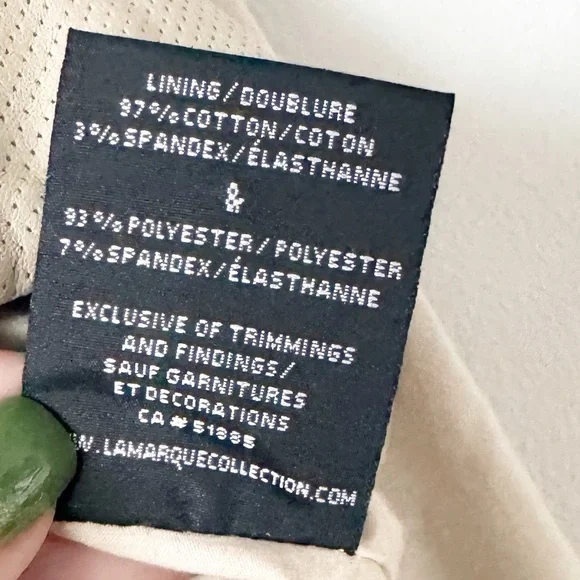 LINING/DOUBLURE
97%COTTON/COTON
3%SPANDEX/ÉLASTHANNE
&
93%POLYESTER/POLYESTER
7%SPANDEX/ÉLASTHANNE
EXCLUSIVE OF TRIMMINGS
AND FINDINGS/
SAUF GARNITURES
ET DECORATIONS
CA#51885
W.LAMARQUECOLLECTION.COM